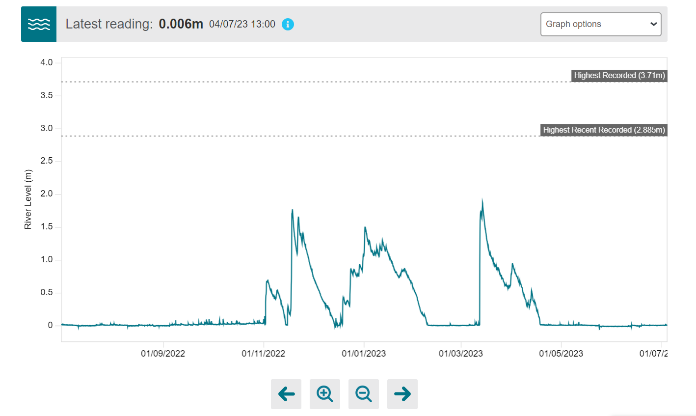 Latest reading: 0.006m 04/07/23 13:00 i
Graph options
4.0
Highest Recorded (3.71m)
3.5
3.0
Highest Recent Recorded (2.885m)
2.5
2.0
1.5
1.0
0.5
0
River Level (m)
01/09/2022 01/11/2022 01/01/2023 01/03/2023 01/05/2023 01/07/2